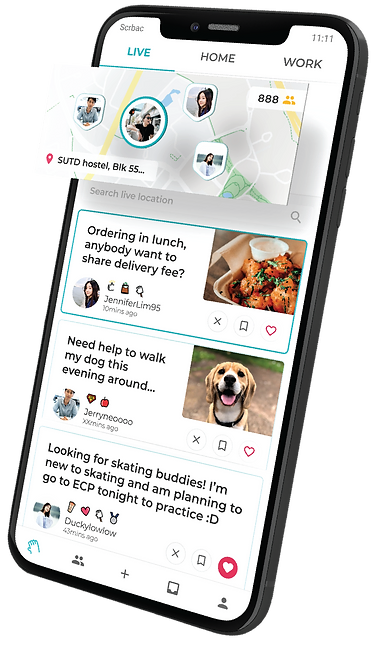 Scrbac
11:11
LIVE
HOME
WORK
888
SUTD hostel, Blk 55...
Search live location
Ordering in lunch,
anybody want to
share delivery fee?
JenniferLim95
10mins ago
Need help to walk
my dog this
evening around...
Jerryneoooo
XXmins ago
Looking for skating buddies! I'm
new to skating and am planning to
go to ECP tonight to practice :D
Duckylowlow
43mins ago